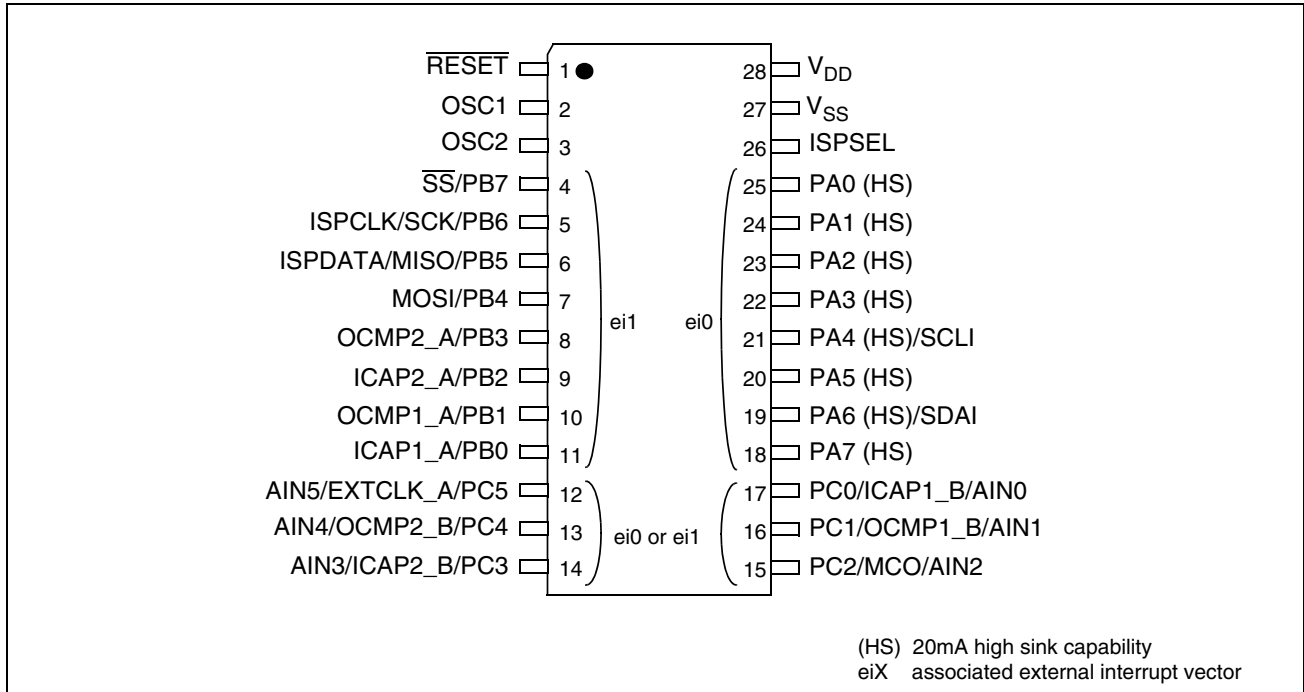 RESET 1 28 VDD
OSC1 2 27 VSS
OSC2 3 26 ISPSEL
SS/PB7 4 25 PA0 (HS)
ISPCLK/SCK/PB6 5 24 PA1 (HS)
ISPDATA/MISO/PB5 6 23 PA2 (HS)
MOSI/PB4 7 22 PA3 (HS)
ei1 ei0
OCMP2_A/PB3 8 21 PA4 (HS)/SCLI
ICAP2_A/PB2 9 20 PA5 (HS)
OCMP1_A/PB1 10 19 PA6 (HS)/SDAI
ICAP1_A/PB0 11 18 PA7 (HS)
AIN5/EXTCLK_A/PC5 12 17 PC0/ICAP1_B/AIN0
AIN4/OCMP2_B/PC4 13 ei0 or ei1 16 PC1/OCMP1_B/AIN1
AIN3/ICAP2_B/PC3 14 15 PC2/MCO/AIN2
(HS) 20mA high sink capability
eiX associated external interrupt vector